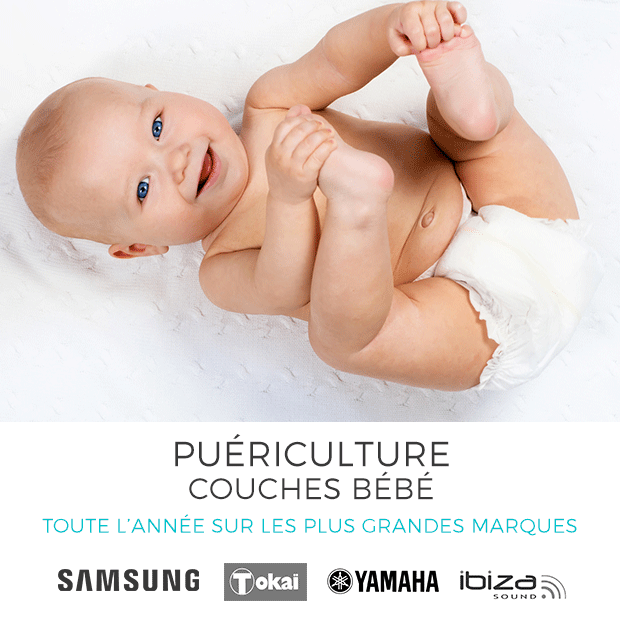 PUÉRICULTURE
COUCHES BÉBÉ
TOUTE L'ANNÉE SUR LES PLUS GRANDES MARQUES
SAMSUNG Tokai YAMAHA ibiza SOUND